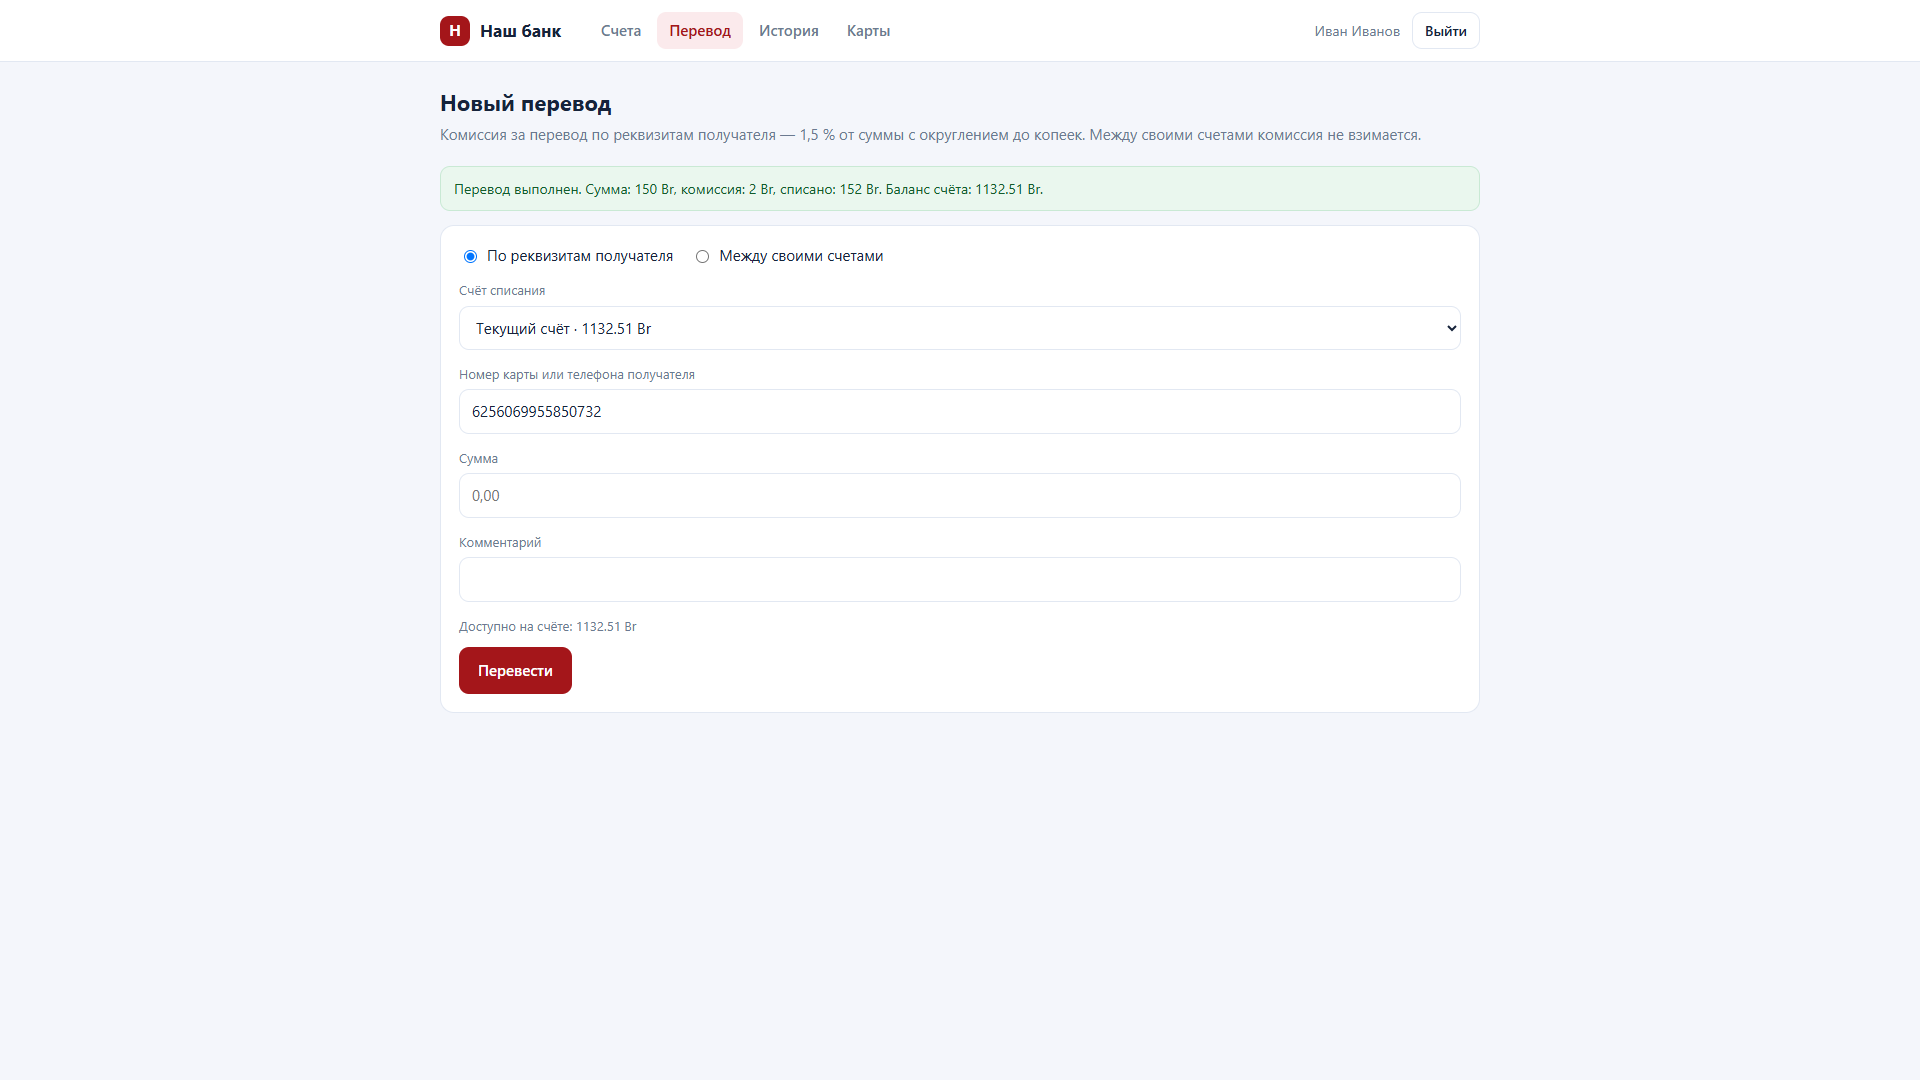 Н Наш банк Счета Перевод История Карты Иван Иванов Выйти
Новый перевод
Комиссия за перевод по реквизитам получателя — 1,5 % от суммы с округлением до копеек. Между своими счетами комиссия не взимается.
Перевод выполнен. Сумма: 150 Br, комиссия: 2 Br, списано: 152 Br. Баланс счёта: 1132.51 Br.
По реквизитам получателя Между своими счетами
Счёт списания
Текущий счёт · 1132.51 Br
Номер карты или телефона получателя
6256069955850732
Сумма
0,00
Комментарий
Доступно на счёте: 1132.51 Br
Перевести